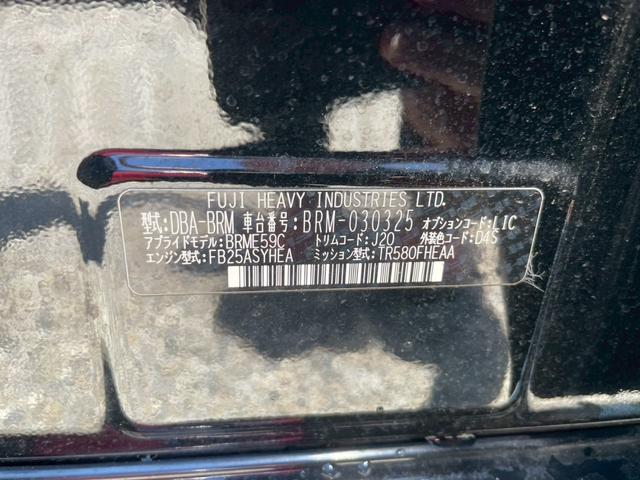 FUJI HEAVY INDUSTRIES LTD.
型式:DBA-BRM 車台番号:BRM-030325 オプションコード:LIC
アプライドモデル:BRME59C トリムコード:J20 外装色コード:D4S
エンジン型式:FB25ASYHEA ミッション型式:TR580FHEAA